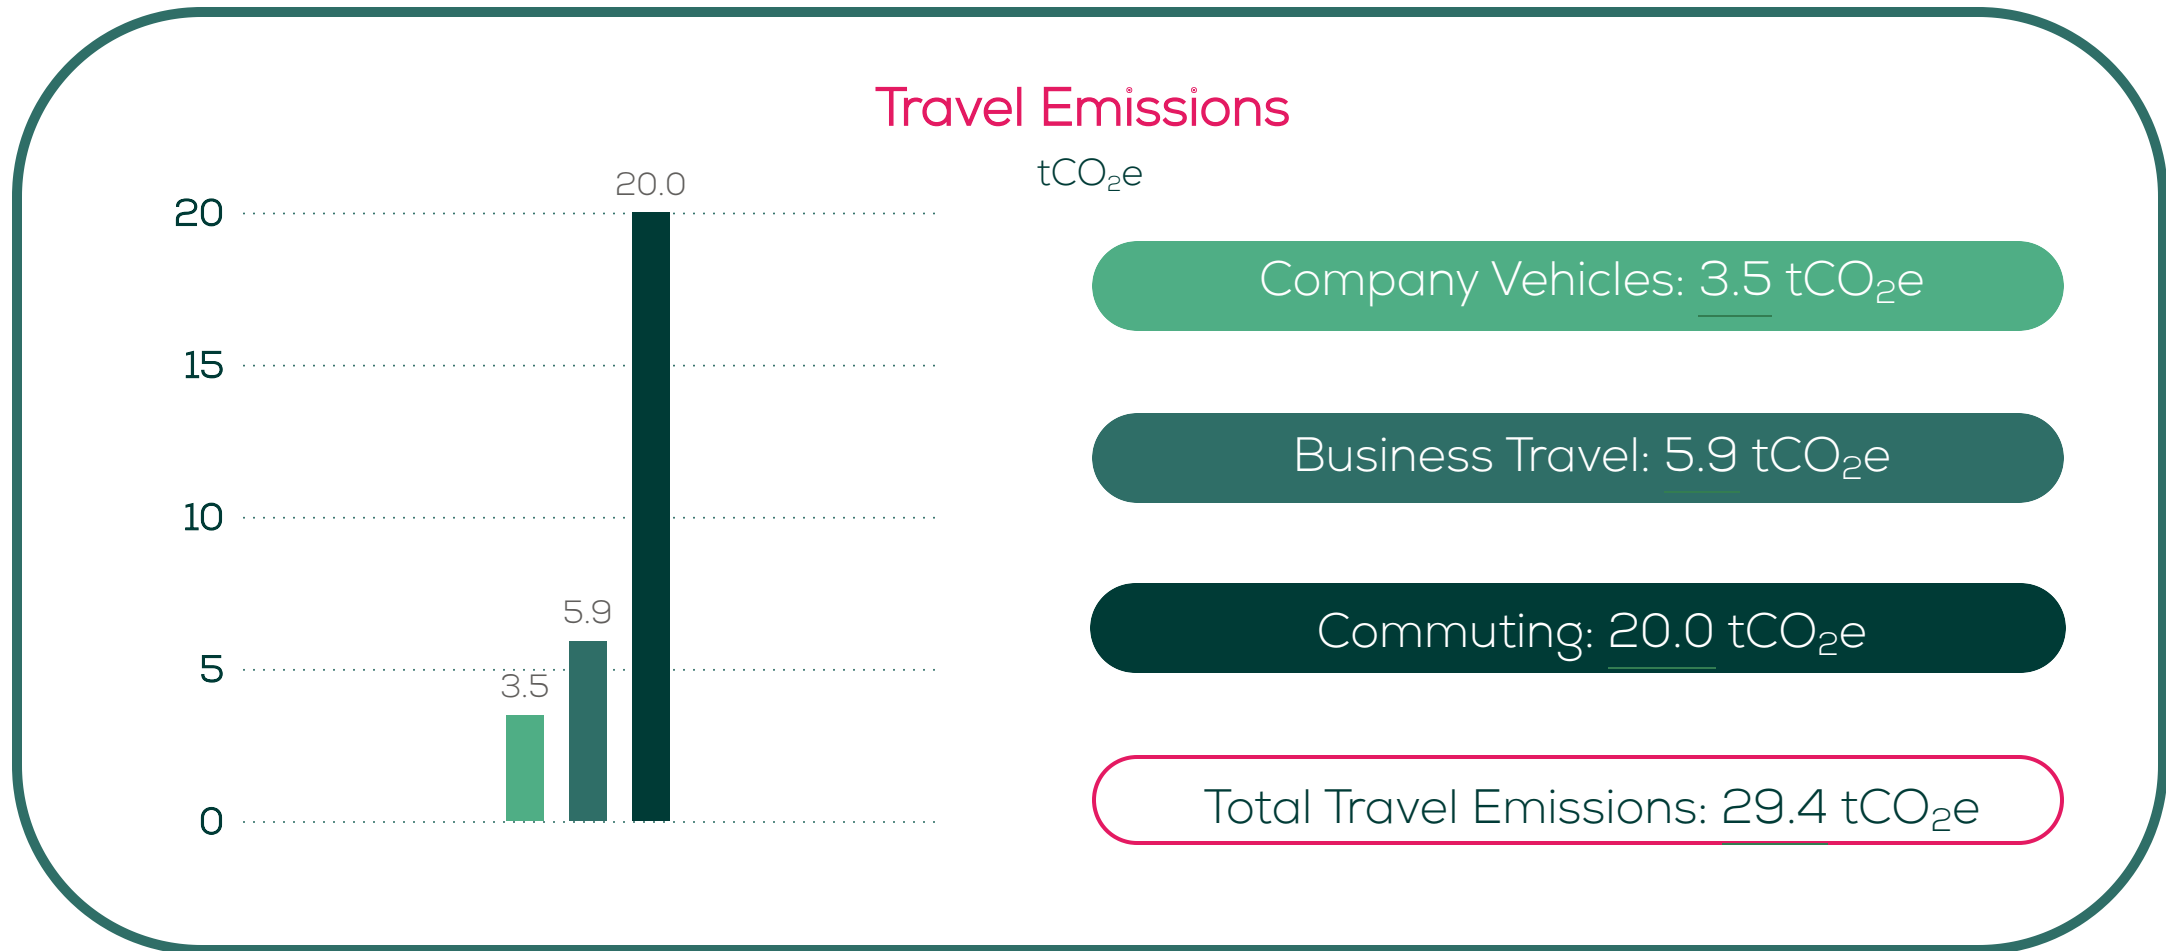 Travel Emissions
tCO₂e
20.0
20
15
10
5.9
5
3.5
0
Company Vehicles: 3.5 tCO₂e
Business Travel: 5.9 tCO₂e
Commuting: 20.0 tCO₂e
Total Travel Emissions: 29.4 tCO₂e